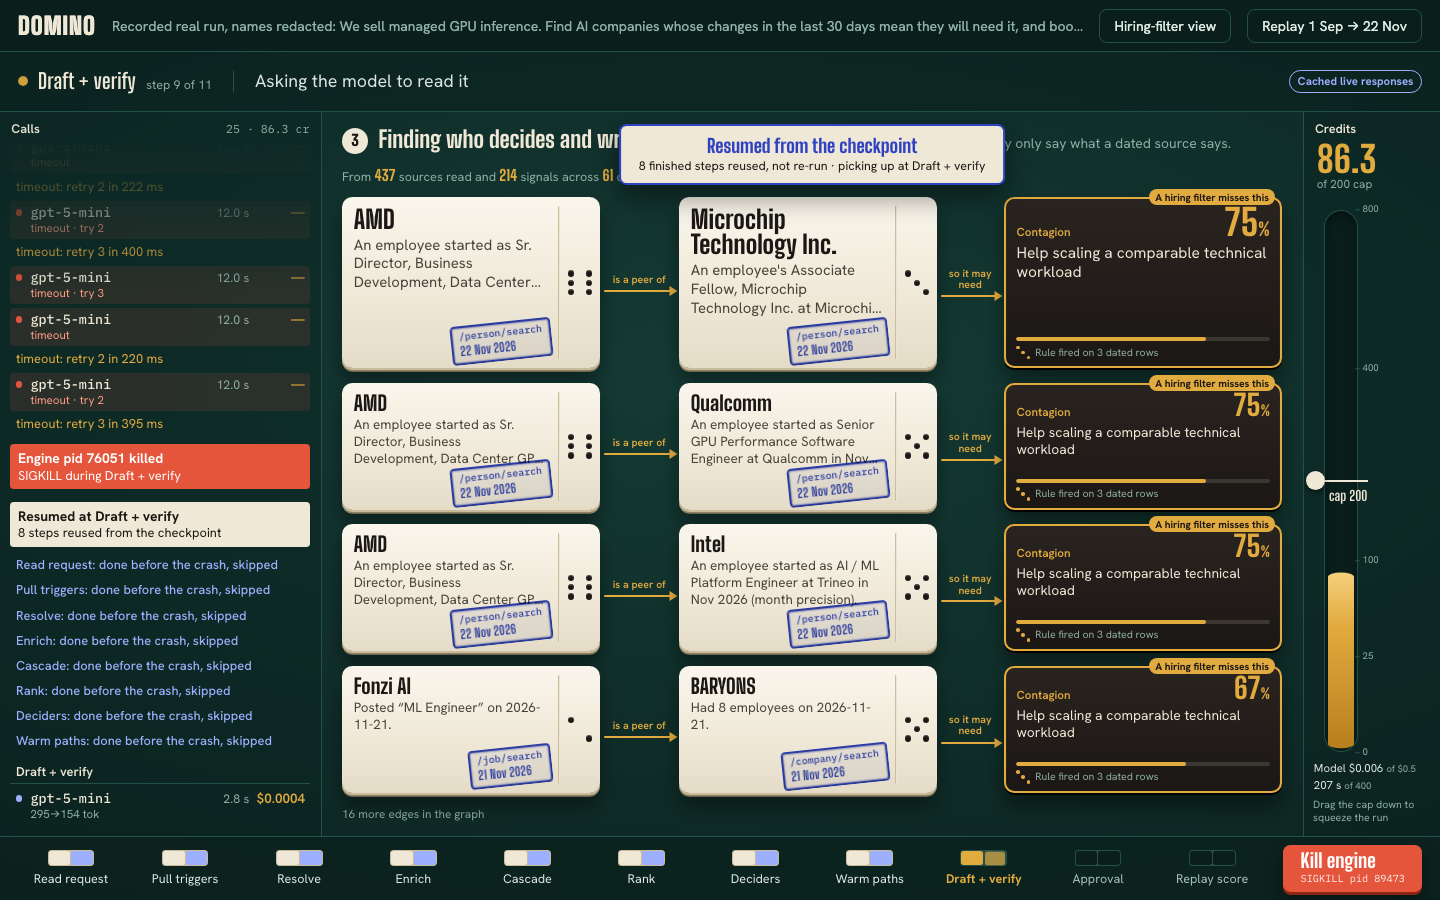 DOMINO
Recorded real run, names redacted: We sell managed GPU inference. Find AI companies whose changes in the last 30 days mean they will need it, and boo…
Hiring-filter view
Replay 1 Sep → 22 Nov
Draft + verify step 9 of 11
Asking the model to read it
Cached live responses
Calls 25 · 86.3 cr
timeout
timeout: retry 2 in 222 ms
gpt-5-mini 12.0 s —
timeout · try 2
timeout: retry 3 in 400 ms
gpt-5-mini 12.0 s —
timeout · try 3
gpt-5-mini 12.0 s —
timeout
timeout: retry 2 in 220 ms
gpt-5-mini 12.0 s —
timeout · try 2
timeout: retry 3 in 395 ms
Engine pid 76051 killed
SIGKILL during Draft + verify
Resumed at Draft + verify
8 steps reused from the checkpoint
Read request: done before the crash, skipped
Pull triggers: done before the crash, skipped
Resolve: done before the crash, skipped
Enrich: done before the crash, skipped
Cascade: done before the crash, skipped
Rank: done before the crash, skipped
Deciders: done before the crash, skipped
Warm paths: done before the crash, skipped
Draft + verify
gpt-5-mini 2.8 s $0.0004
295→154 tok
3 Finding who decides and wr
y only say what a dated source says.
Resumed from the checkpoint
8 finished steps reused, not re-run · picking up at Draft + verify
From 437 sources read and 214 signals across 61
AMD
An employee started as Sr.
Director, Business
Development, Data Center…
/person/search
22 Nov 2026
is a peer of
Microchip
Technology Inc.
An employee's Associate
Fellow, Microchip
Technology Inc. at Microchi…
/person/search
22 Nov 2026
so it may
need
A hiring filter misses this
Contagion 75%
Help scaling a comparable technical
workload
Rule fired on 3 dated rows
AMD
An employee started as Sr.
Director, Business
Development, Data Center GP…
/person/search
22 Nov 2026
is a peer of
Qualcomm
An employee started as Senior
GPU Performance Software
Engineer at Qualcomm in Nov…
/person/search
22 Nov 2026
so it may
need
A hiring filter misses this
Contagion 75%
Help scaling a comparable technical
workload
Rule fired on 3 dated rows
AMD
An employee started as Sr.
Director, Business
Development, Data Center GP…
/person/search
22 Nov 2026
is a peer of
Intel
An employee started as AI / ML
Platform Engineer at Trineo in
Nov 2026 (month precision).
/person/search
22 Nov 2026
so it may
need
A hiring filter misses this
Contagion 75%
Help scaling a comparable technical
workload
Rule fired on 3 dated rows
Fonzi AI
Posted “ML Engineer” on 2026-
11-21.
/job/search
21 Nov 2026
is a peer of
BARYONS
Had 8 employees on 2026-11-
21.
/company/search
21 Nov 2026
so it may
need
A hiring filter misses this
Contagion 67%
Help scaling a comparable technical
workload
Rule fired on 3 dated rows
16 more edges in the graph
Credits
86.3
of 200 cap
800
400
cap 200
100
25
0
Model $0.006 of $0.5
207 s of 400
Drag the cap down to
squeeze the run
Read request
Pull triggers
Resolve
Enrich
Cascade
Rank
Deciders
Warm paths
Draft + verify
Approval
Replay score
Kill engine
SIGKILL pid 89473